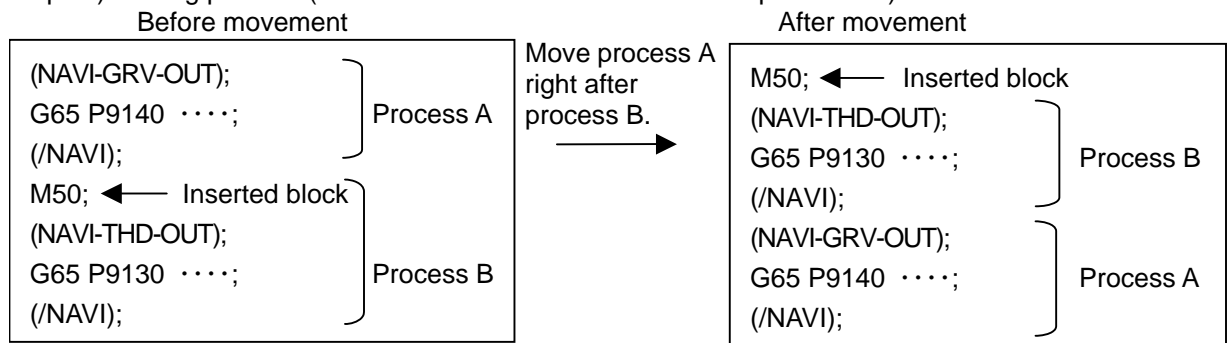 Before movement
(NAVI-GRV-OUT);
G65 P9140 ････;
(/NAVI);
Process A
M50;
Inserted block
(NAVI-THD-OUT);
G65 P9130 ････;
(/NAVI);
Process B
Move process A
right after
process B.
After movement
M50;
Inserted block
(NAVI-THD-OUT);
G65 P9130 ････;
(/NAVI);
Process B
(NAVI-GRV-OUT);
G65 P9140 ････;
(/NAVI);
Process A